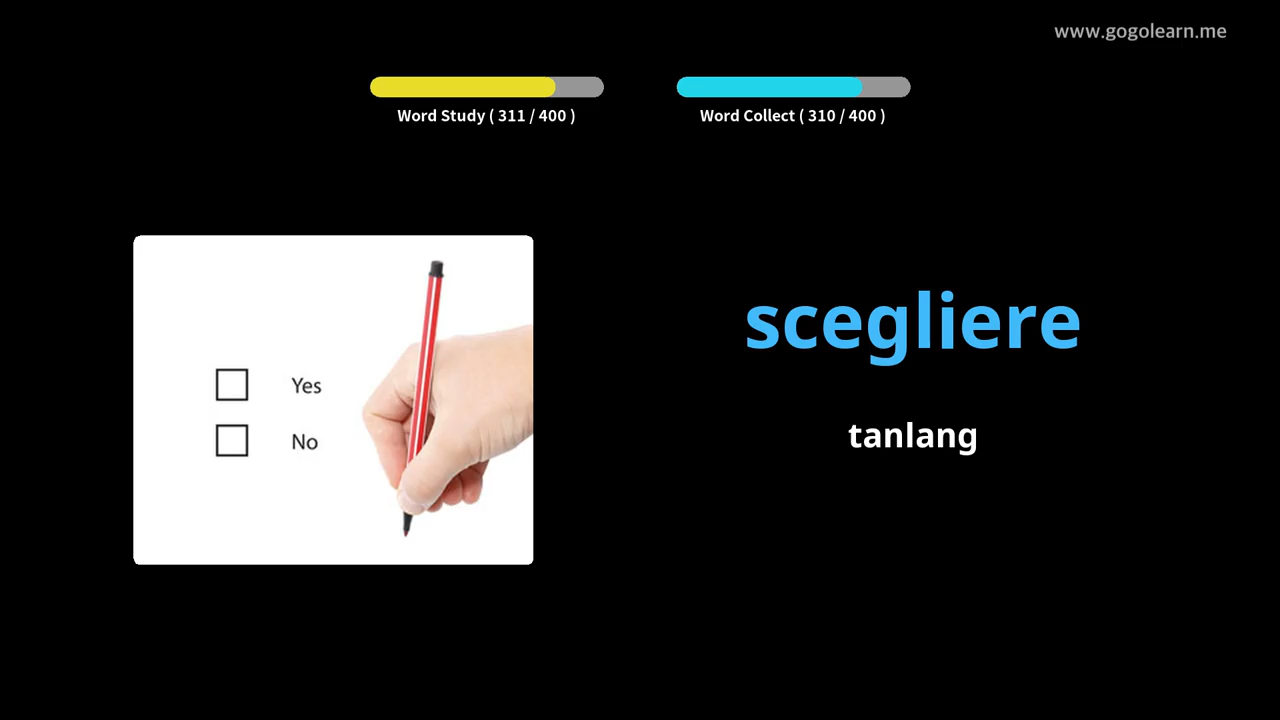 www.gogolearn.me
Word Study ( 311 / 400 )
Word Collect ( 310 / 400 )
scegliere
tanlang
Yes
No